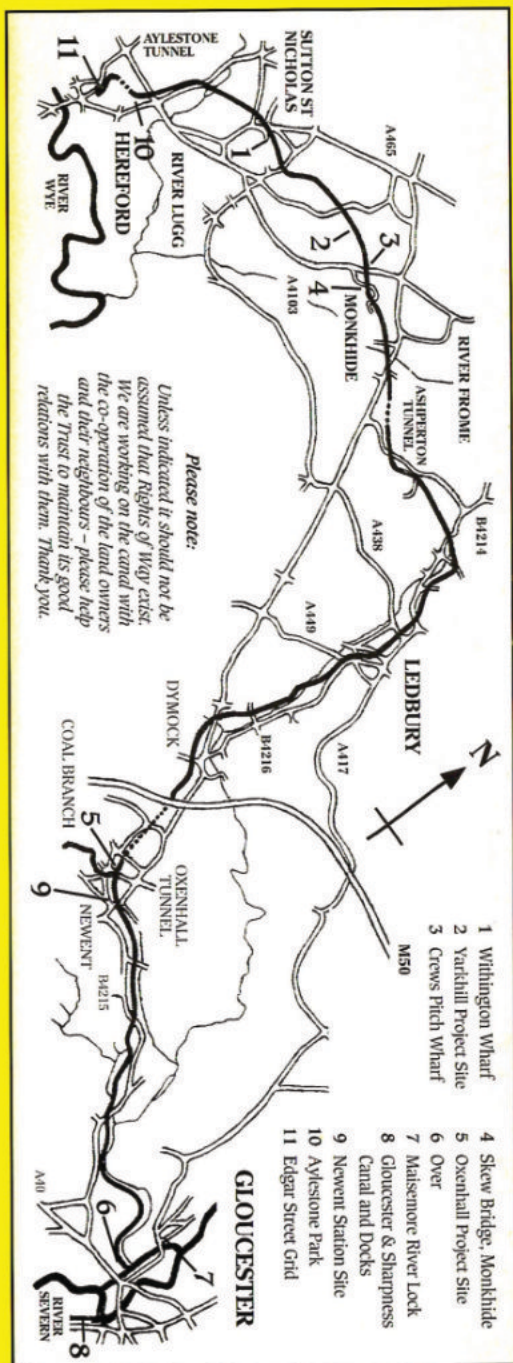 11
AYLESTONE
TUNNEL
SUTTON ST
NICHOLAS
10
HEREFORD
RIVER
WYE
RIVER LUGG
1
A465
2
3
4
MONKHIDE
A4103
RIVER FROME
ASHPERTON
TUNNEL
B4214
A438
A449
LEDBURY
Please note:
Unless indicated it should not be
assumed that Rights of Way exist.
We are working on the canal with
the co-operation of the land owners
and their neighbours – please help
the Trust to maintain its good
relations with them. Thank you.
DYMOCK
B4216
A417
N
M50
COAL BRANCH
5
9
NEWENT
OXENHALL
TUNNEL
B4215
A40
6
7
8
GLOUCESTER
RIVER
SEVERN
1 Withington Wharf
2 Yarkhill Project Site
3 Crews Pitch Wharf
4 Skew Bridge, Monkhide
5 Oxenhall Project Site
6 Over
7 Maisemore River Lock
8 Gloucester & Sharpness
Canal and Docks
9 Newent Station Site
10 Aylestone Park
11 Edgar Street Grid